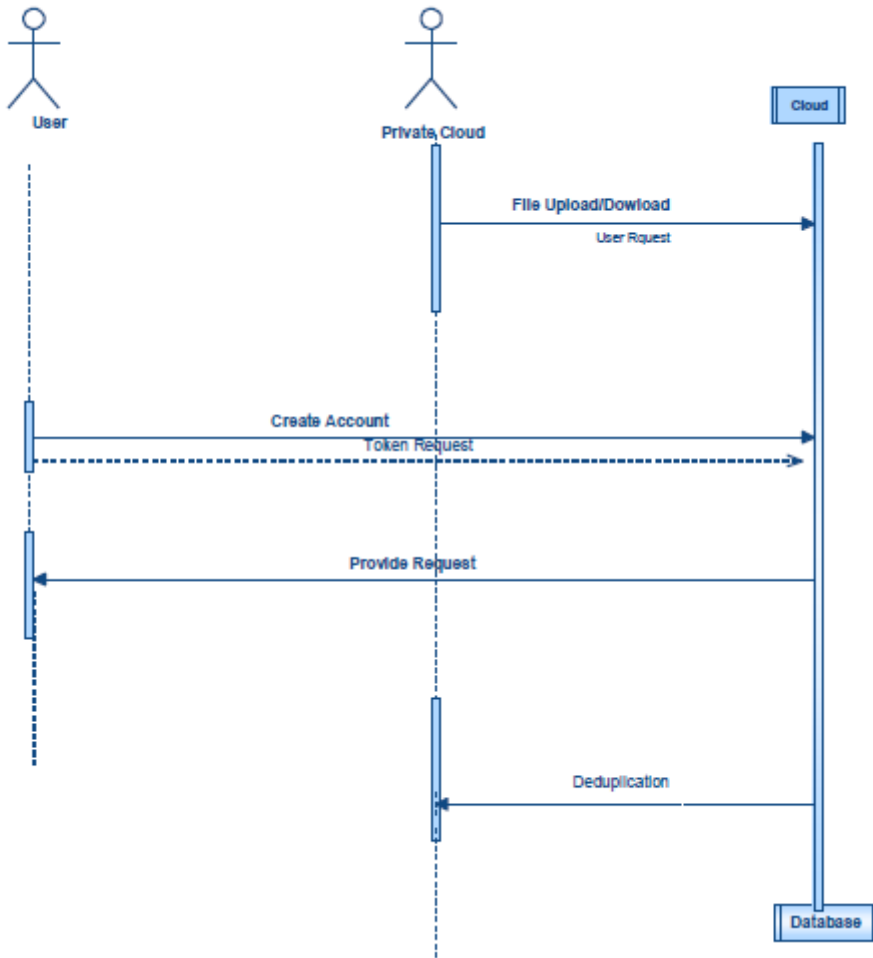 User
Private Cloud
Cloud
File Upload/Dowload
User Rquest
Create Account
Token Request
Provide Request
Deduplication
Database